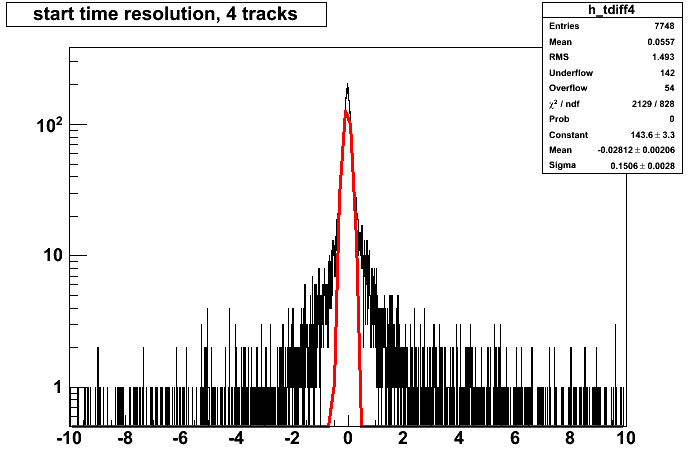 start time resolution, 4 tracks
h_tdiff4
Entries 7748
Mean 0.0557
RMS 1.493
Underflow 142
Overflow 54
χ² / ndf 2129 / 828
Prob 0
Constant 143.6 ± 3.3
Mean -0.02812 ± 0.00206
Sigma 0.1506 ± 0.0028
10²
10
1
-10 -8 -6 -4 -2 0 2 4 6 8 10